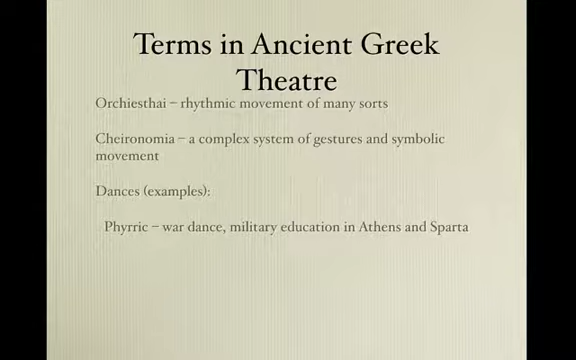 Terms in Ancient Greek
Theatre
Orchiesthai – rhythmic movement of many sorts
Cheironomia – a complex system of gestures and symbolic
movement
Dances (examples):
Phyrric – war dance, military education in Athens and Sparta